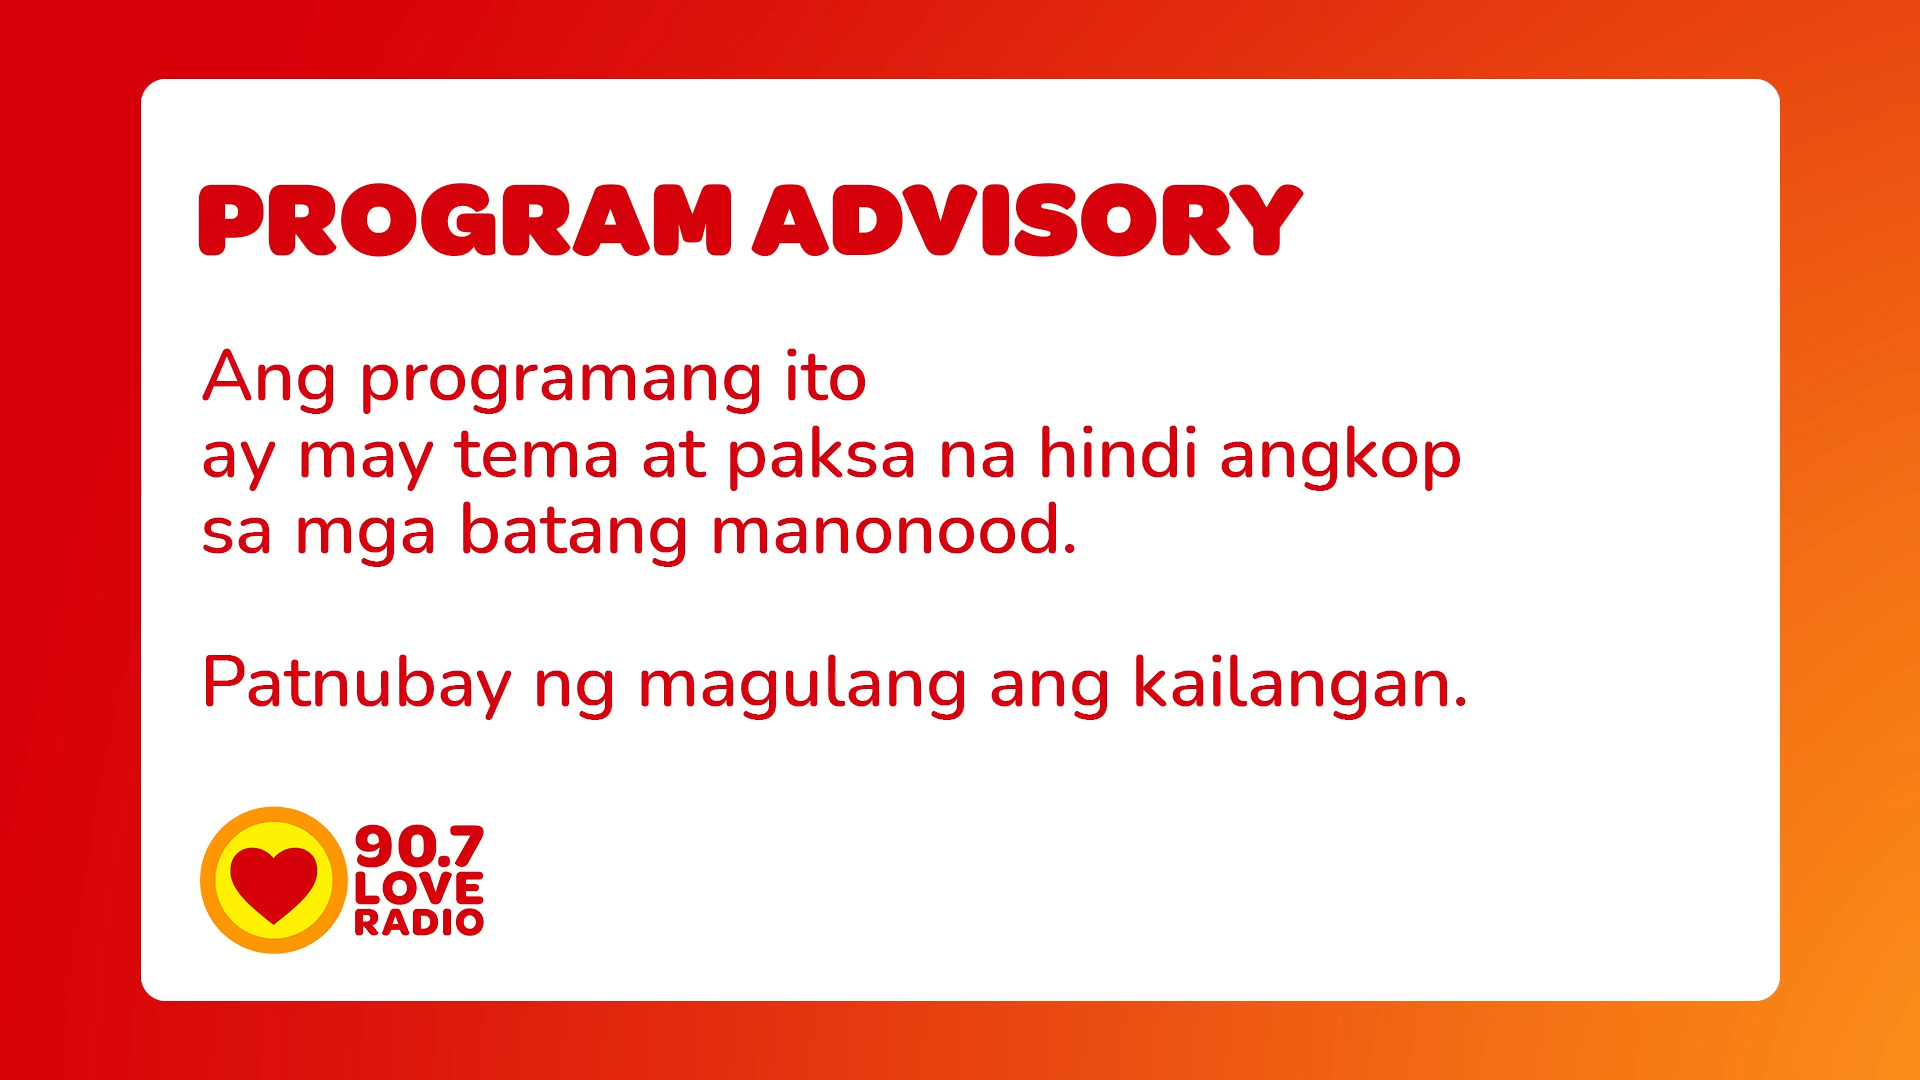 PROGRAM ADVISORY
Ang programang ito
ay may tema at paksa na hindi angkop
sa mga batang manonood.
Patnubay ng magulang ang kailangan.
90.7
LOVE
RADIO